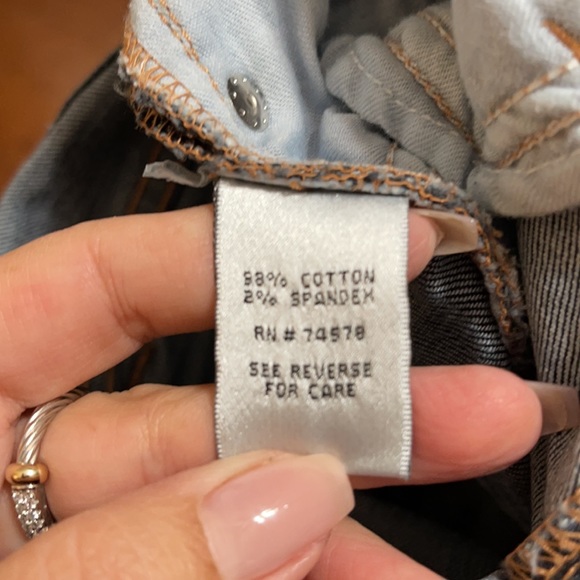 98% COTTON
2% SPANDEX
RN # 74578
SEE REVERSE
FOR CARE